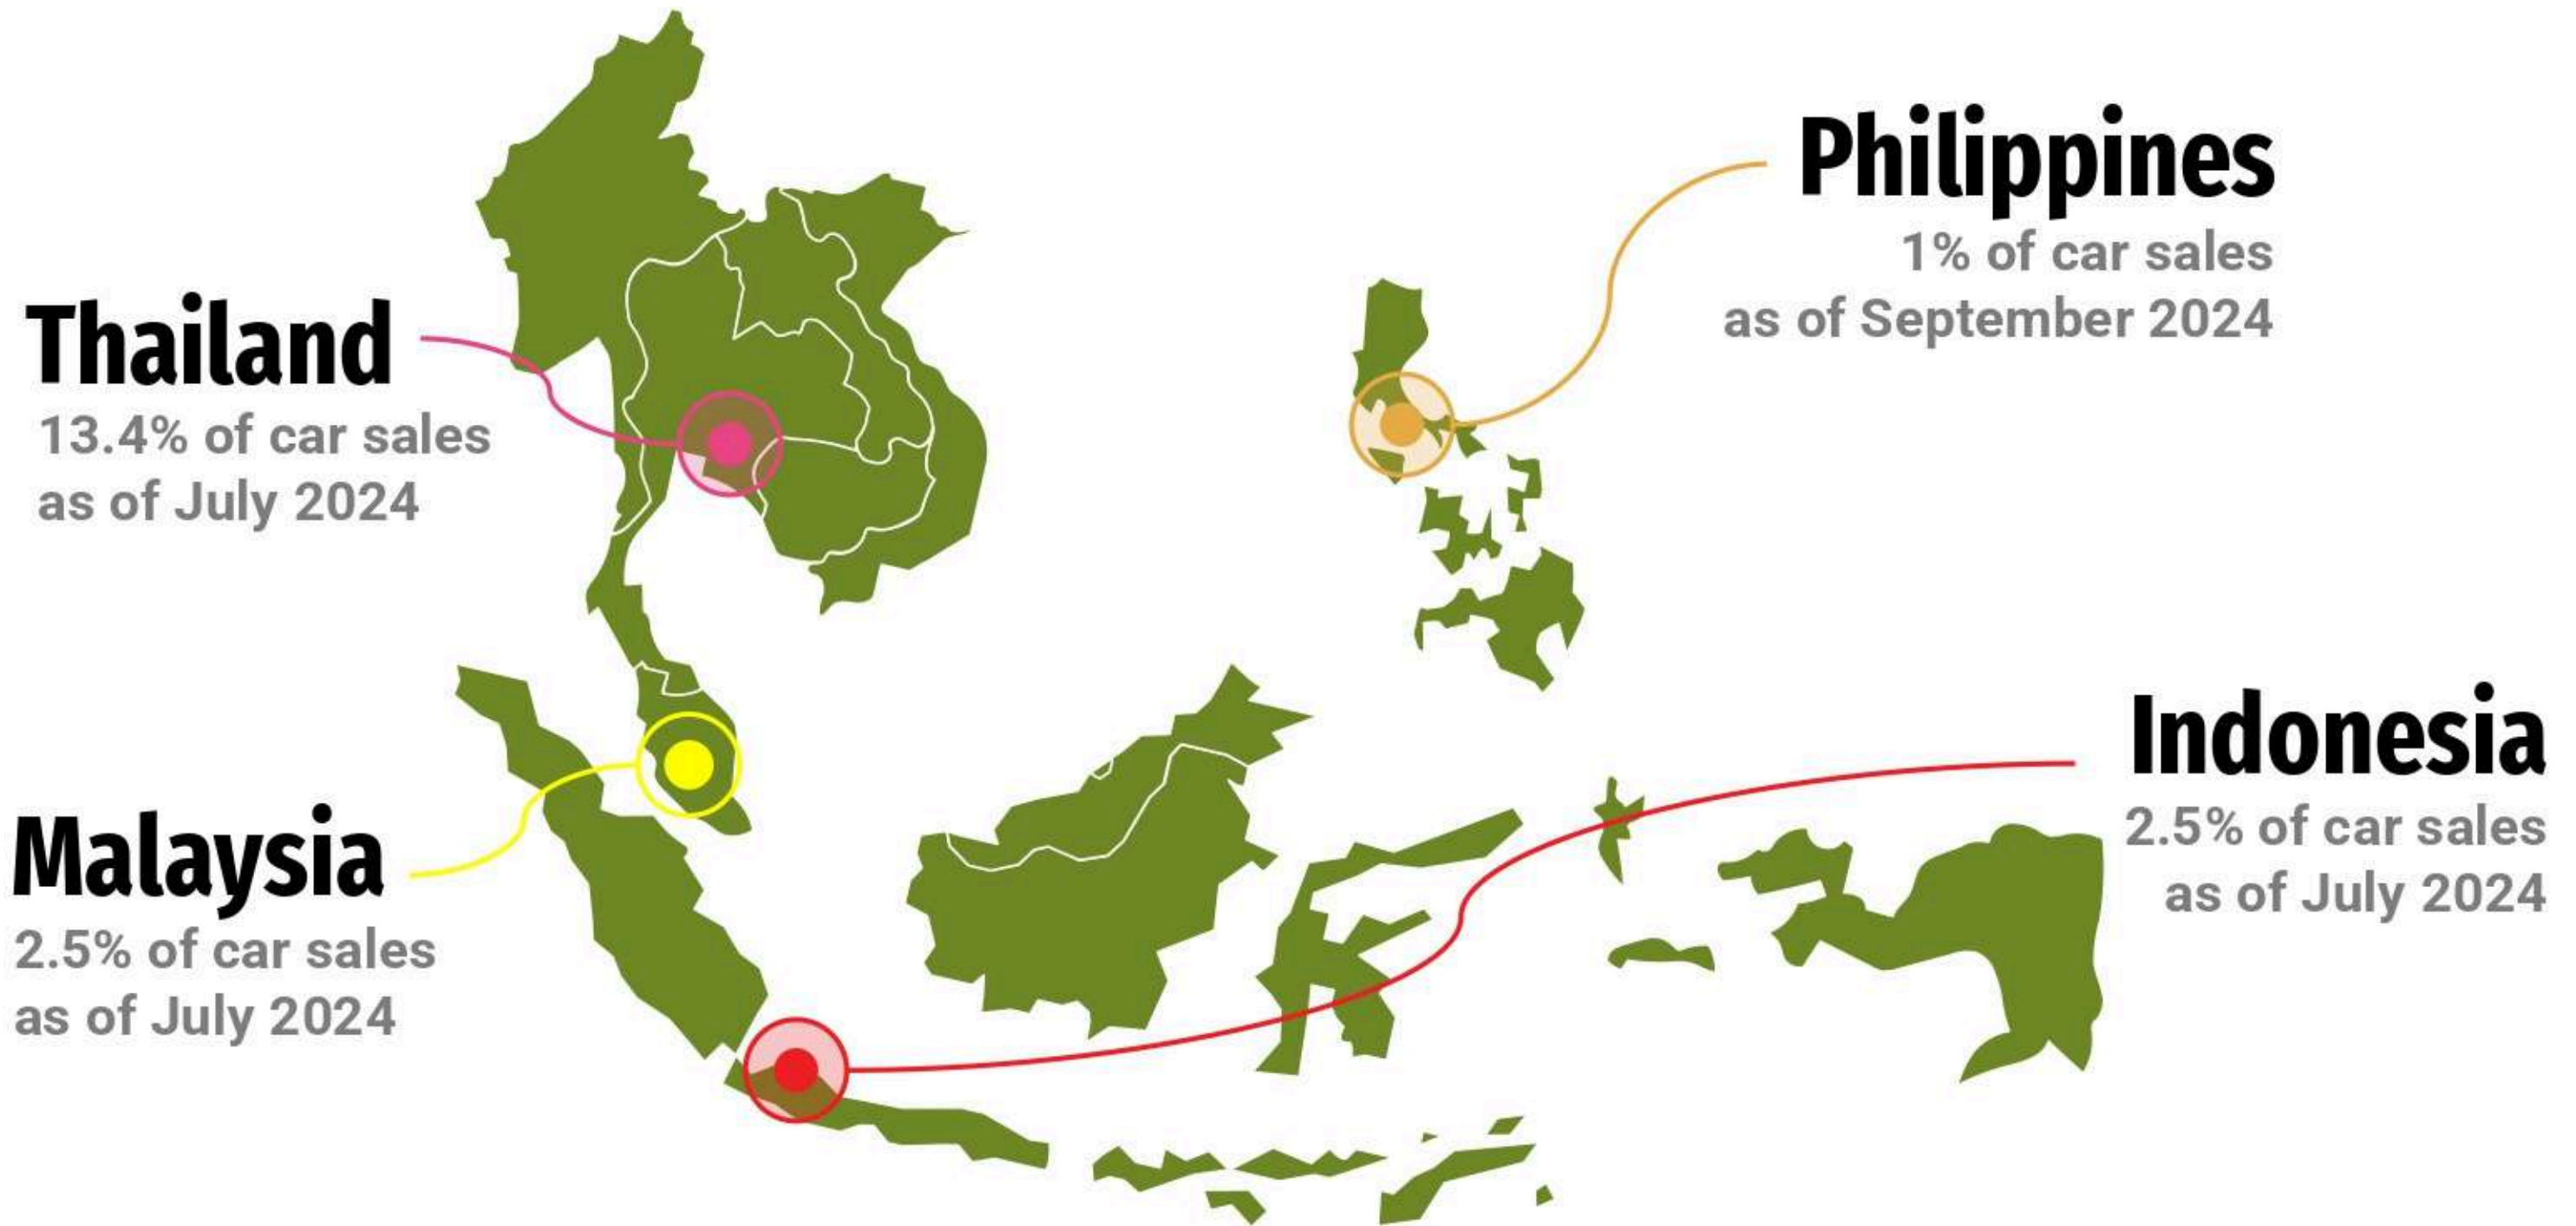 Philippines
1% of car sales
as of September 2024
Thailand
13.4% of car sales
as of July 2024
Indonesia
2.5% of car sales
as of July 2024
Malaysia
2.5% of car sales
as of July 2024